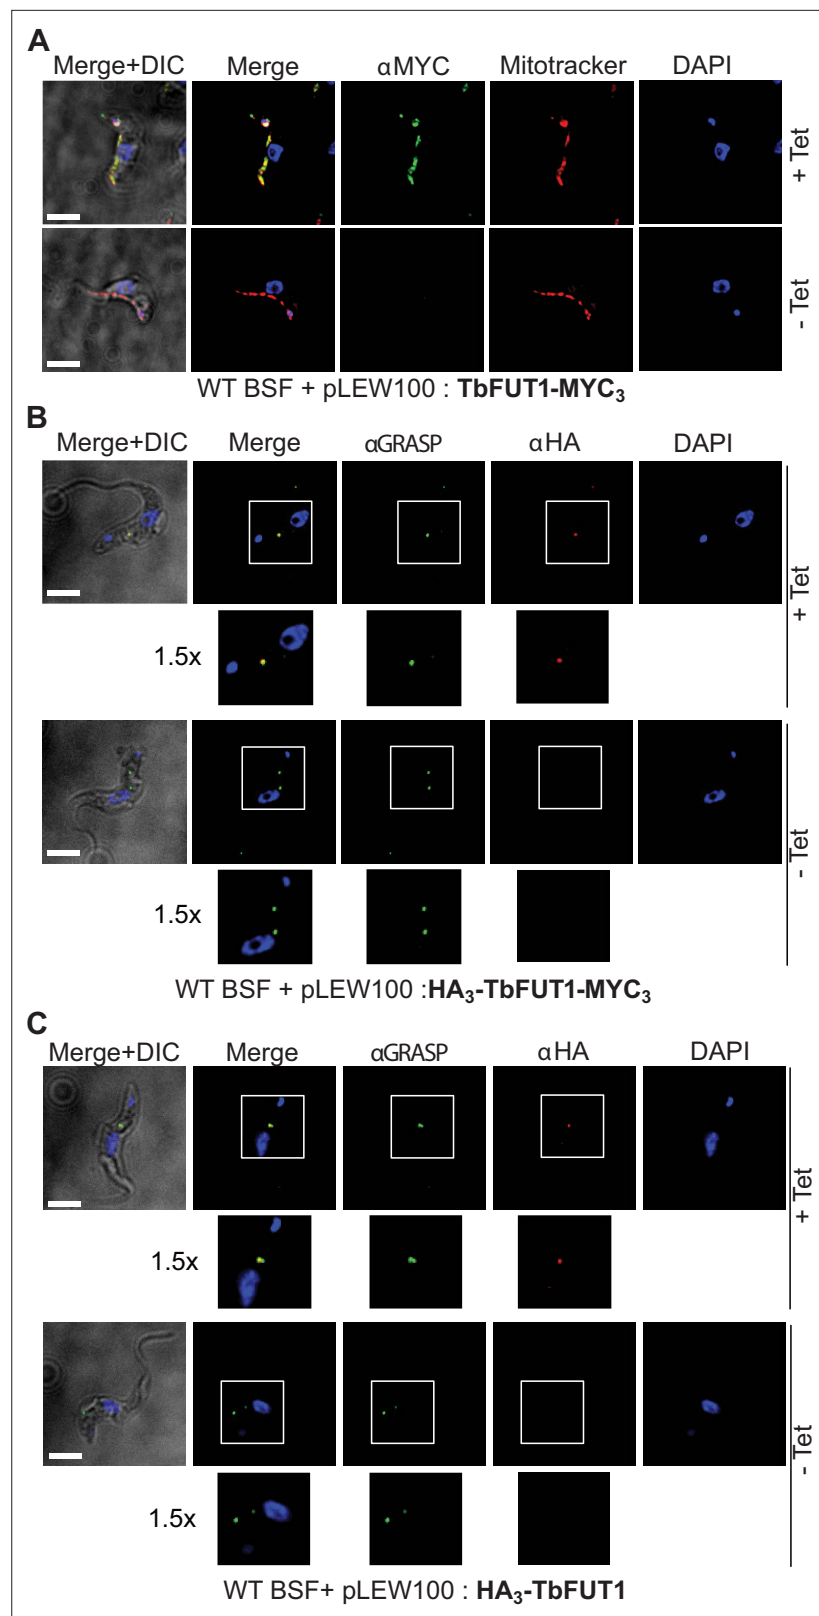 A
Merge+DIC Merge αMYC Mitotracker DAPI
+ Tet
- Tet
WT BSF + pLEW100 : TbFUT1-MYC₃
B
Merge+DIC Merge αGRASP αHA DAPI
+ Tet
1.5x
- Tet
1.5x
WT BSF + pLEW100 :HA₃-TbFUT1-MYC₃
C
Merge+DIC Merge αGRASP αHA DAPI
+ Tet
1.5x
- Tet
1.5x
WT BSF+ pLEW100 : HA₃-TbFUT1